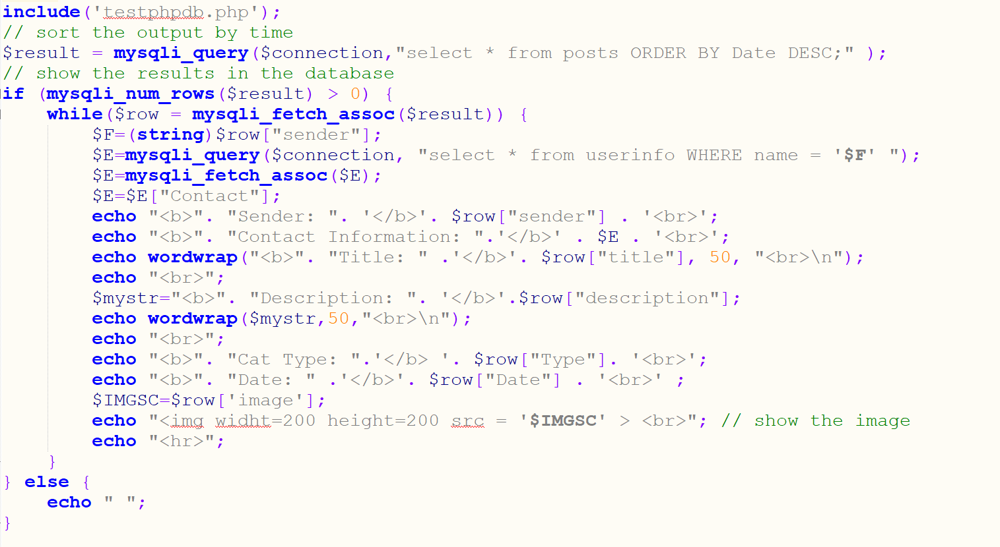 include('testphpdb.php');
// sort the output by time
$result = mysqli_query($connection,"select * from posts ORDER BY Date DESC;" );
// show the results in the database
if (mysqli_num_rows($result) > 0) {
    while($row = mysqli_fetch_assoc($result)) {
        $F=(string)$row["sender"];
        $E=mysqli_query($connection, "select * from userinfo WHERE name = '$F' ");
        $E=mysqli_fetch_assoc($E);
        $E=$E["Contact"];
        echo "<b>". "Sender: ". '</b>'. $row["sender"] . '<br>';
        echo "<b>". "Contact Information: ".'</b>' . $E . '<br>';
        echo wordwrap("<b>". "Title: " .'</b>'. $row["title"], 50, "<br>\n");
        echo "<br>";
        $mystr="<b>". "Description: ". '</b>'.$row["description"];
        echo wordwrap($mystr,50,"<br>\n");
        echo "<br>";
        echo "<b>". "Cat Type: ".'</b> '. $row["Type"]. '<br>';
        echo "<b>". "Date: " .'</b>'. $row["Date"] . '<br>' ;
        $IMGSC=$row['image'];
        echo "<img widht=200 height=200 src = '$IMGSC' > <br>"; // show the image
        echo "<hr>";
    }
} else {
    echo " ";
}